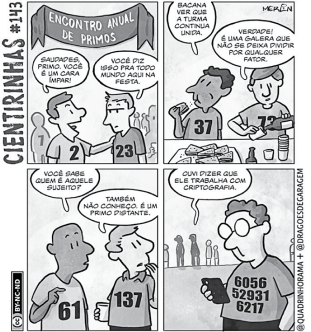 CIENTIRINHAS #143
ENCONTRO ANUAL
DE PRIMOS
SAUDADES,
PRIMO. VOCÊ
É UM CARA
ÍMPAR!
VOCÊ DIZ
ISSO PRA TODO
MUNDO AQUI NA
FESTA.
7
2
23
BACANA
VER QUE
A TURMA
CONTINUA
UNIDA.
VERDADE!
É UMA GALERA QUE
NÃO SE DEIXA DIVIDIR
POR QUALQUER
FATOR.
37
VOCÊ SABE
QUEM É AQUELE
SUJEITO?
TAMBÉM
NÃO CONHEÇO. É UM
PRIMO DISTANTE.
61
137
OUVI DIZER QUE
ELE TRABALHA COM
CRIPTOGRAFIA.
6056
52931
6217
BY-NC-ND
@QUADRINHORAMA + @DRAGOESDEGARAGEM